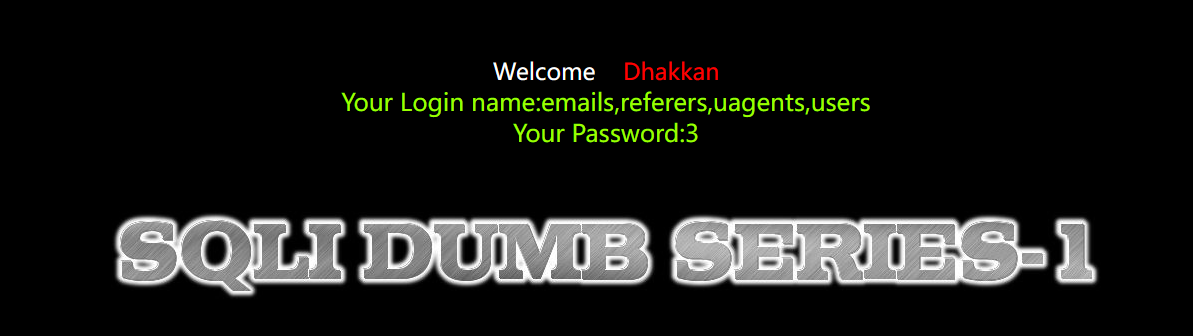 Welcome Dhakkan
Your Login name:emails,referers,uagents,users
Your Password:3
SQLI DUMB SERIES-1